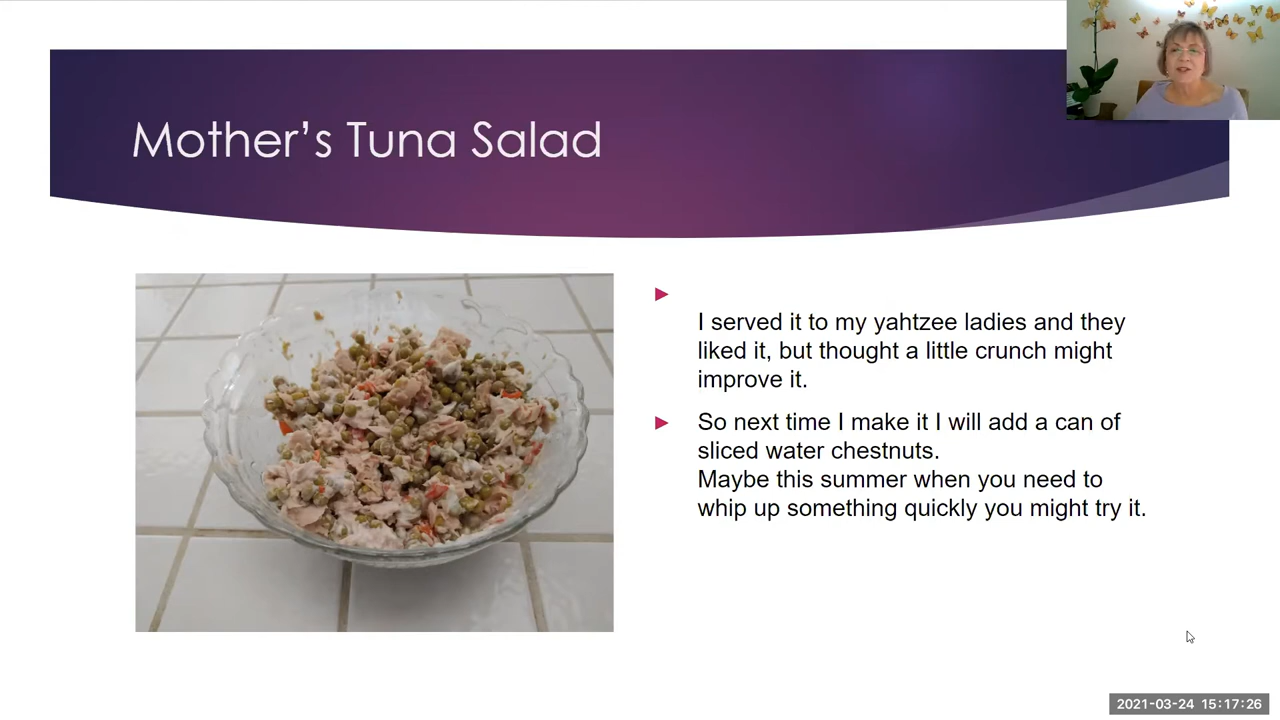 Mother's Tuna Salad
I served it to my yahtzee ladies and they
liked it, but thought a little crunch might
improve it.
So next time I make it I will add a can of
sliced water chestnuts.
Maybe this summer when you need to
whip up something quickly you might try it.
2021-03-24 15:17:26